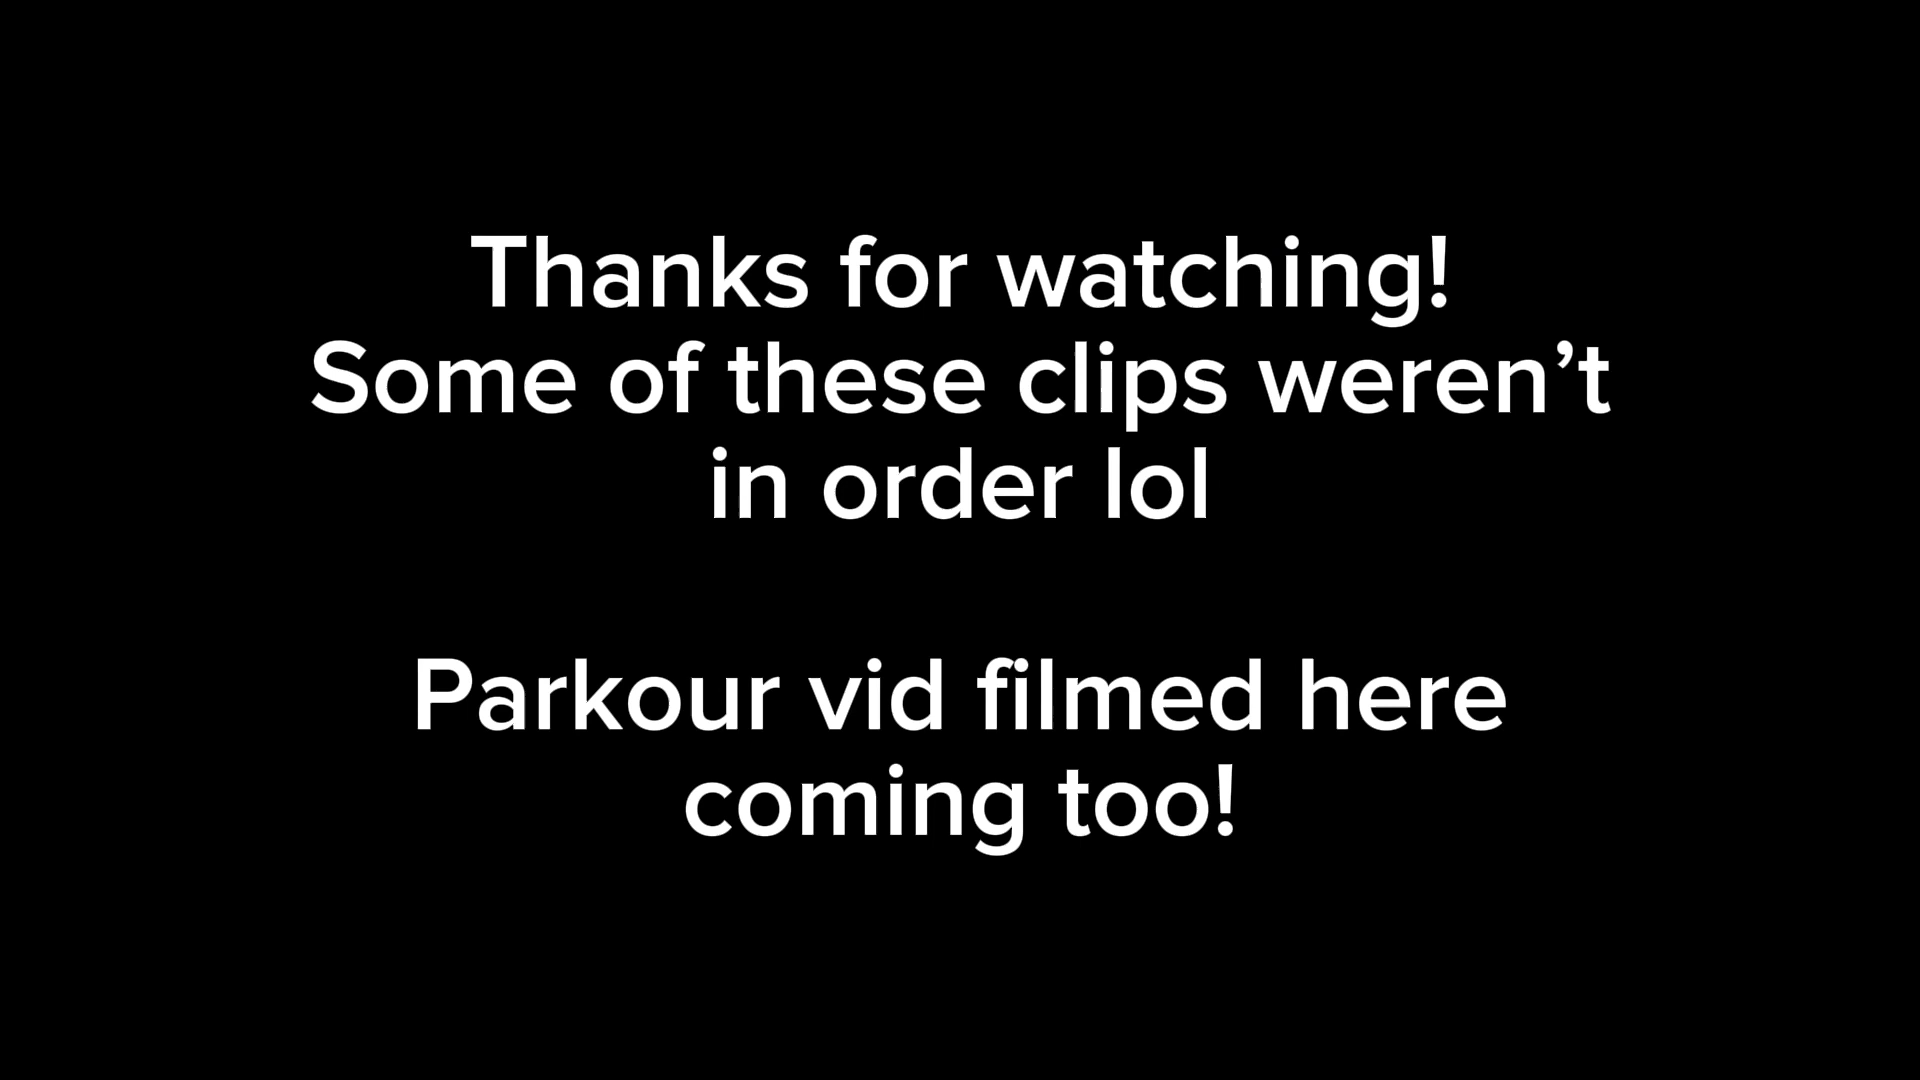 Thanks for watching!
Some of these clips weren’t
in order lol
Parkour vid filmed here
coming too!